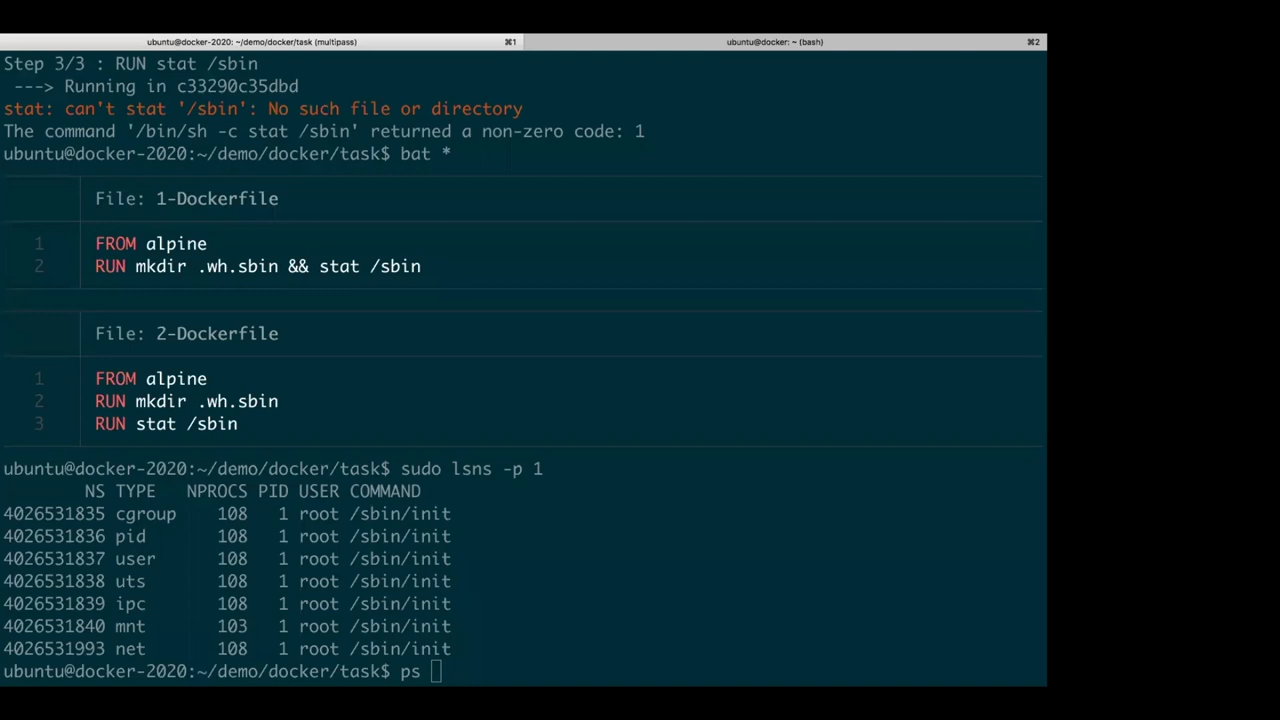 ubuntu@docker-2020: ~/demo/docker/task (multipass) ⌘1 ubuntu@docker: ~ (bash) ⌘2
Step 3/3 : RUN stat /sbin
---> Running in c33290c35dbd
stat: can't stat '/sbin': No such file or directory
The command '/bin/sh -c stat /sbin' returned a non-zero code: 1
ubuntu@docker-2020:~/demo/docker/task$ bat *
File: 1-Dockerfile
1 FROM alpine
2 RUN mkdir .wh.sbin && stat /sbin
File: 2-Dockerfile
1 FROM alpine
2 RUN mkdir .wh.sbin
3 RUN stat /sbin
ubuntu@docker-2020:~/demo/docker/task$ sudo lsns -p 1
NS TYPE NPROCS PID USER COMMAND
4026531835 cgroup 108 1 root /sbin/init
4026531836 pid 108 1 root /sbin/init
4026531837 user 108 1 root /sbin/init
4026531838 uts 108 1 root /sbin/init
4026531839 ipc 108 1 root /sbin/init
4026531840 mnt 103 1 root /sbin/init
4026531993 net 108 1 root /sbin/init
ubuntu@docker-2020:~/demo/docker/task$ ps